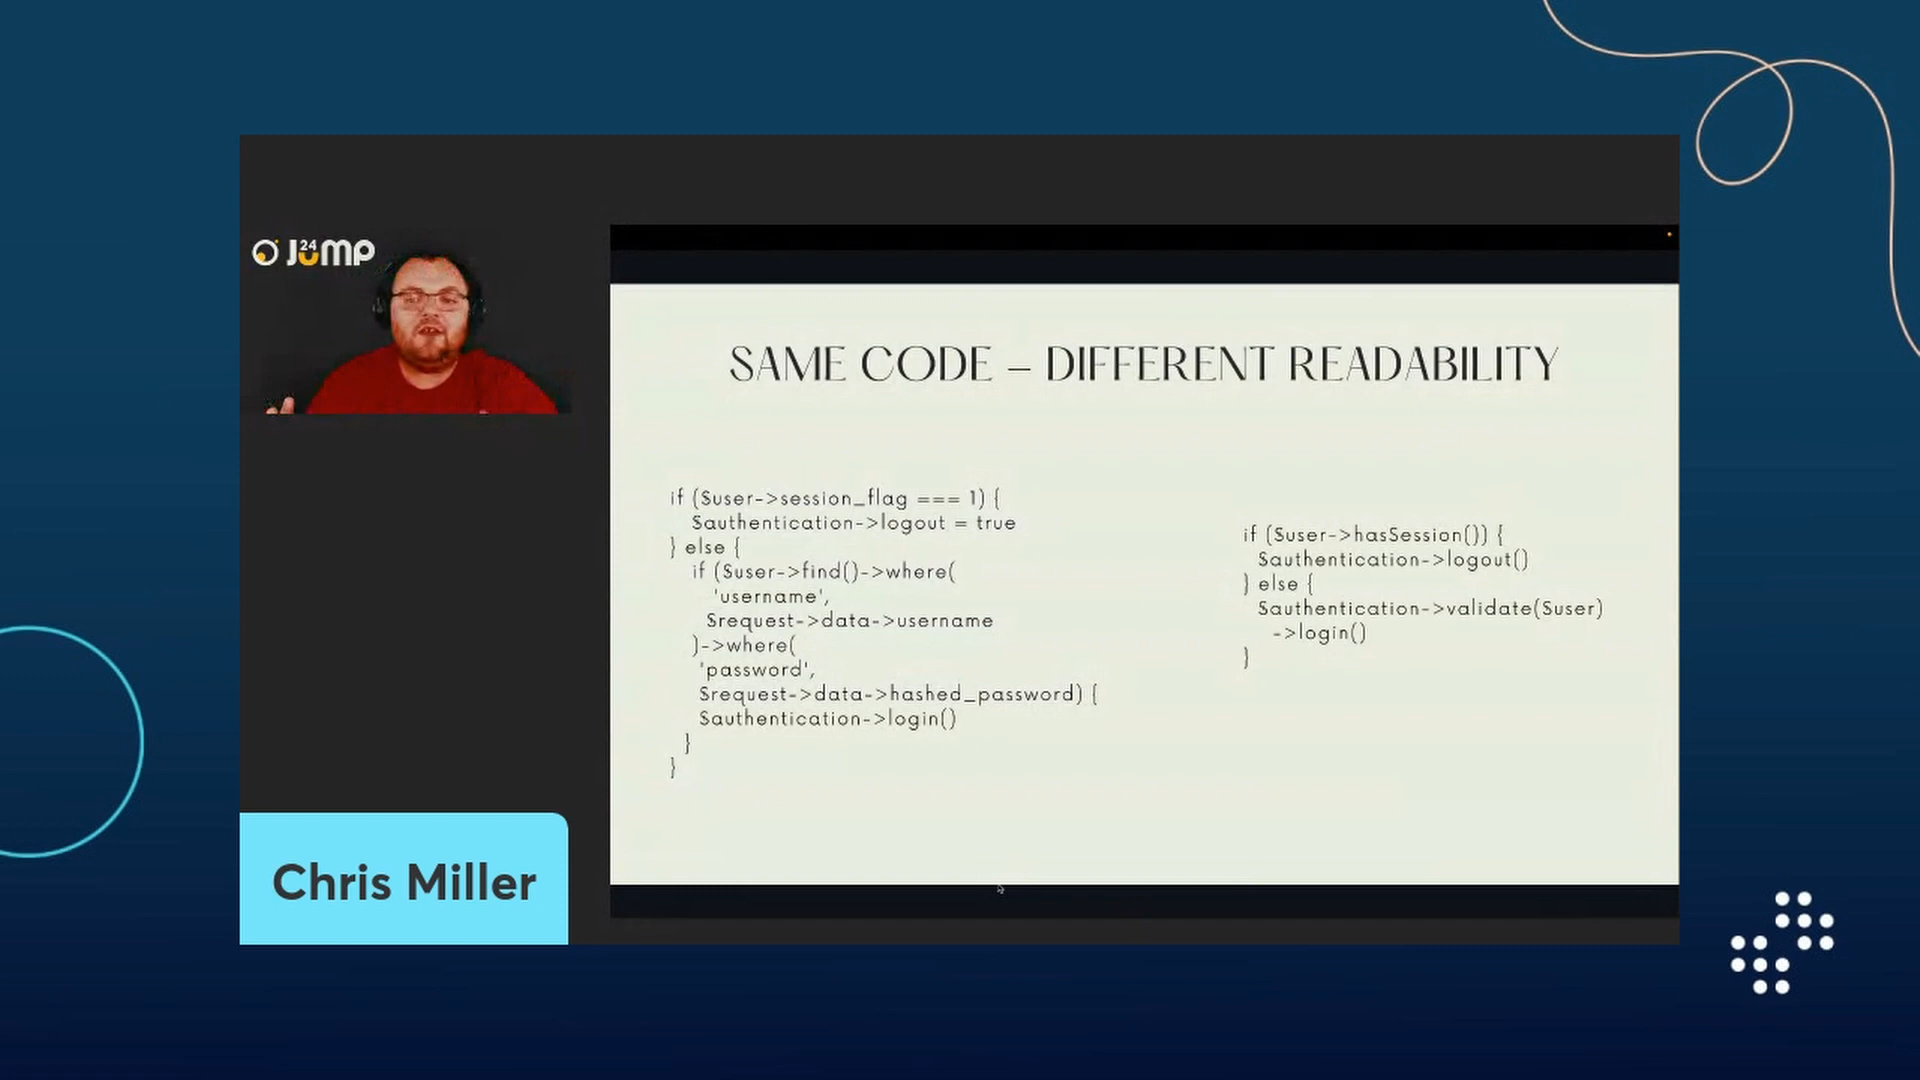 JUMP
24
SAME CODE – DIFFERENT READABILITY
if ($user->session_flag === 1) {
$authentication->logout = true
} else {
if ($user->find()->where(
'username',
$request->data->username
)->where(
'password',
$request->data->hashed_password) {
$authentication->login()
}
}
if ($user->hasSession()) {
$authentication->logout()
} else {
$authentication->validate($user)
->login()
}
Chris Miller